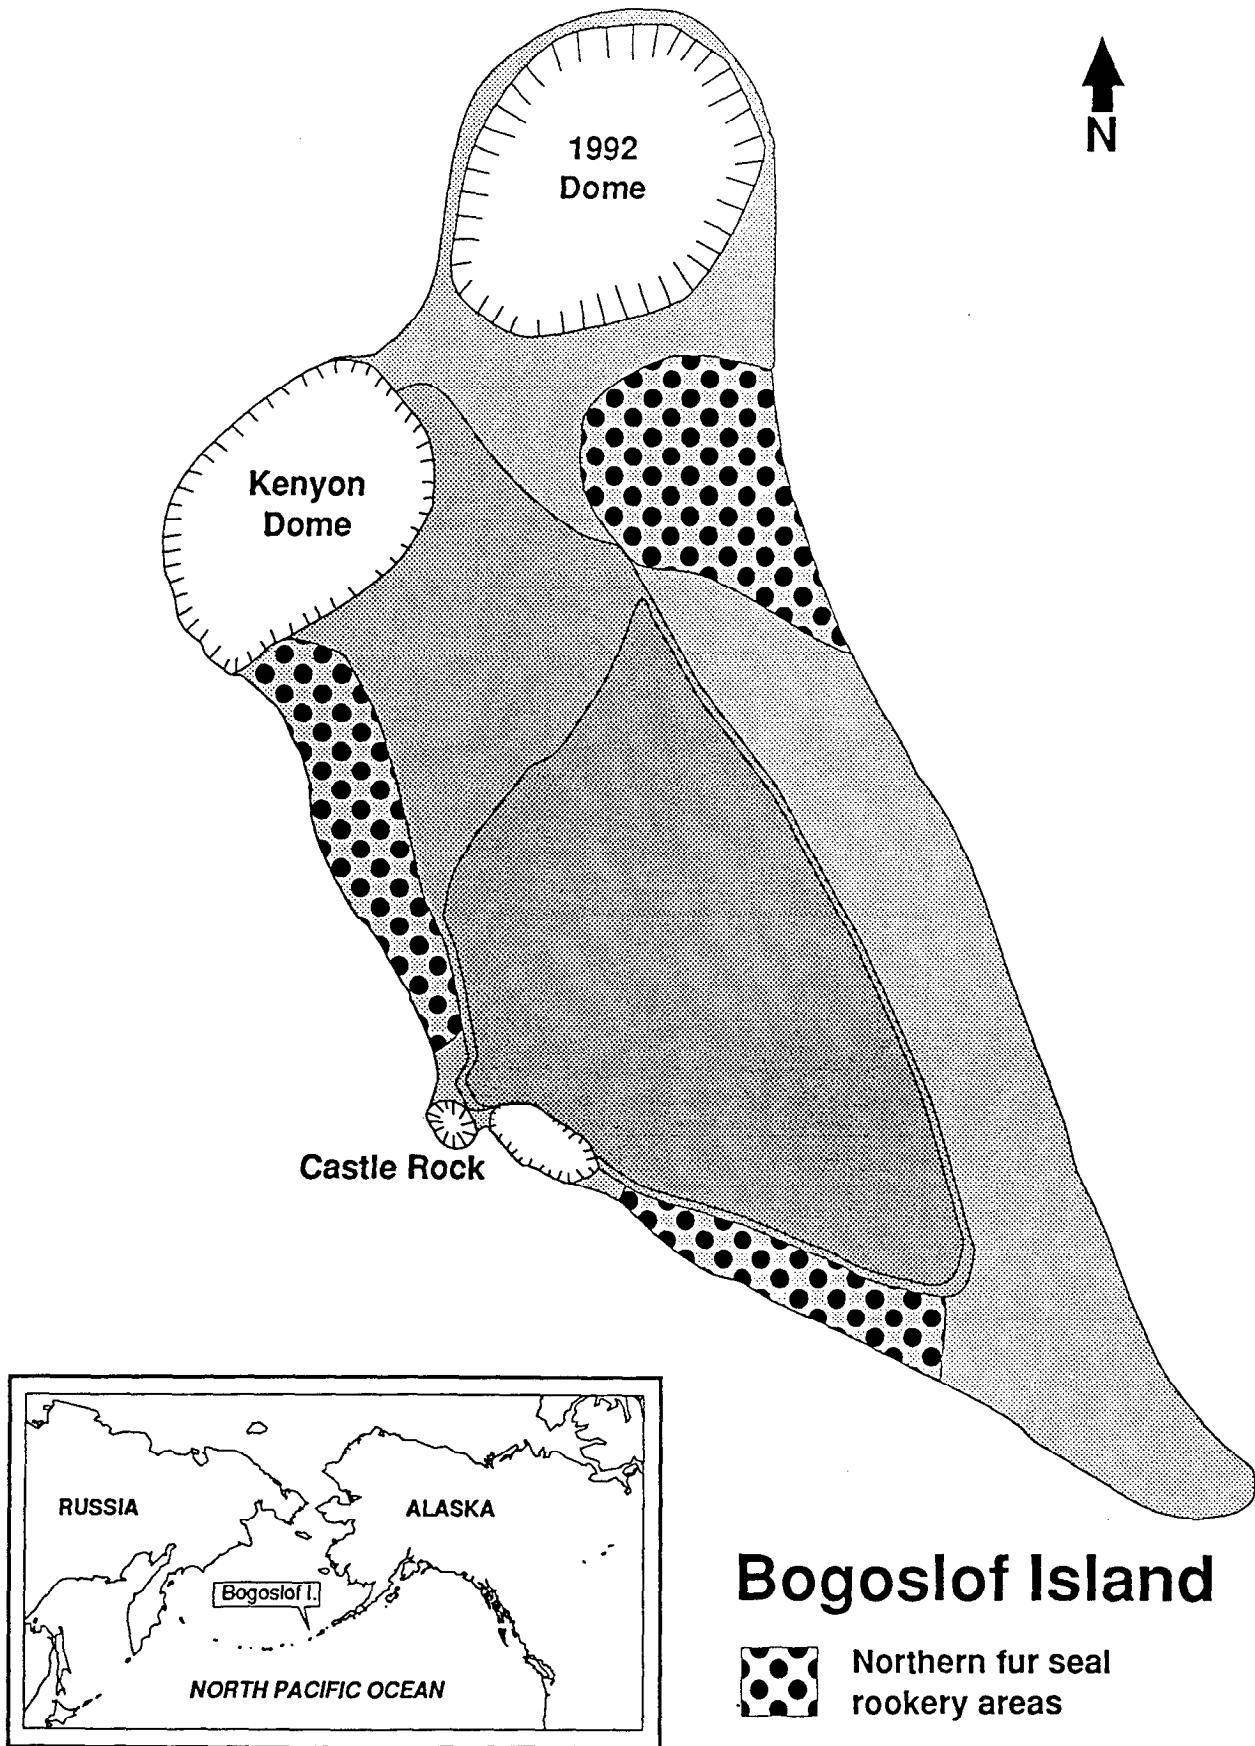 1992
Dome
N
Kenyon
Dome
Castle Rock
RUSSIA
ALASKA
Bogoslof I.
NORTH PACIFIC OCEAN
Bogoslof Island
Northern fur seal
rookery areas